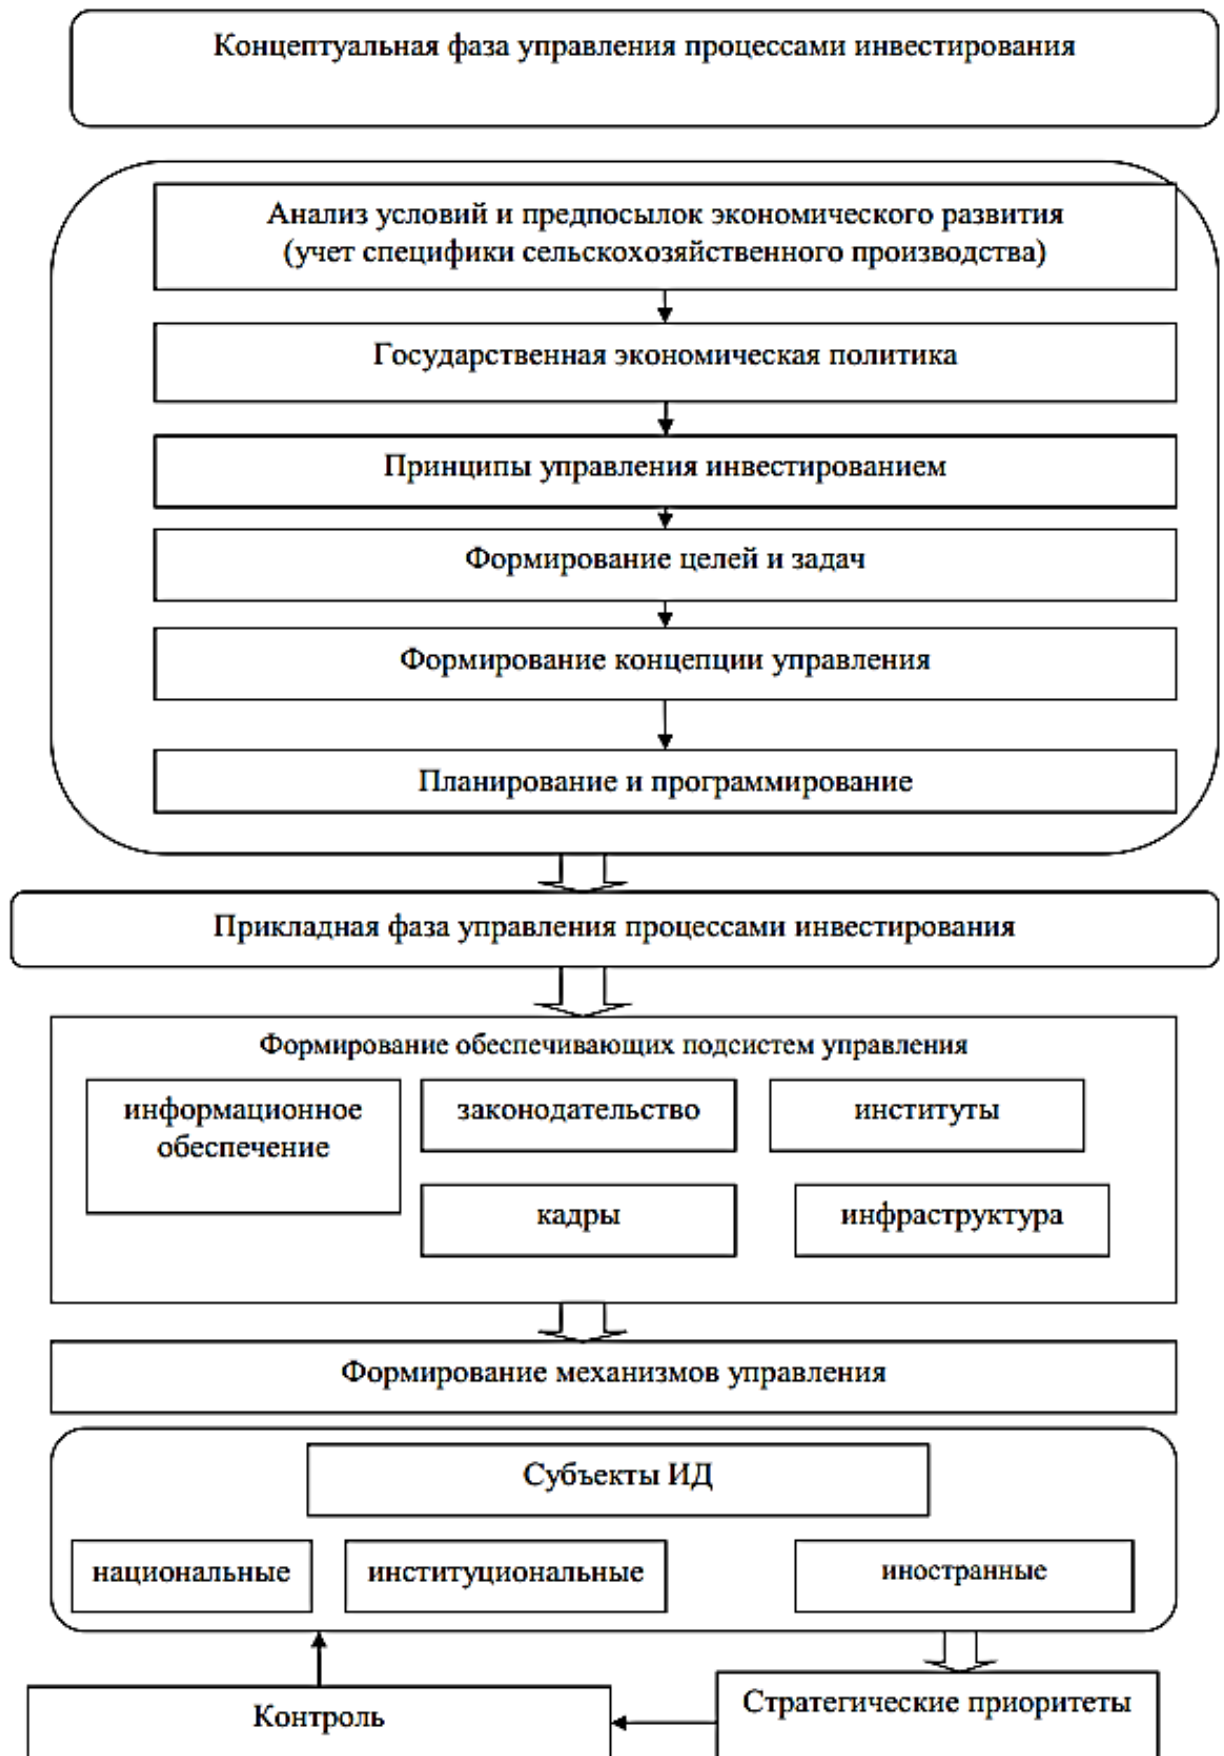 Концептуальная фаза управления процессами инвестирования
Анализ условий и предпосылок экономического развития
(учет специфики сельскохозяйственного производства)
Государственная экономическая политика
Принципы управления инвестированием
Формирование целей и задач
Формирование концепции управления
Планирование и программирование
Прикладная фаза управления процессами инвестирования
Формирование обеспечивающих подсистем управления
информационное
обеспечение
законодательство
институты
кадры
инфраструктура
Формирование механизмов управления
Субъекты ИД
национальные
институциональные
иностранные
Стратегические приоритеты
Контроль